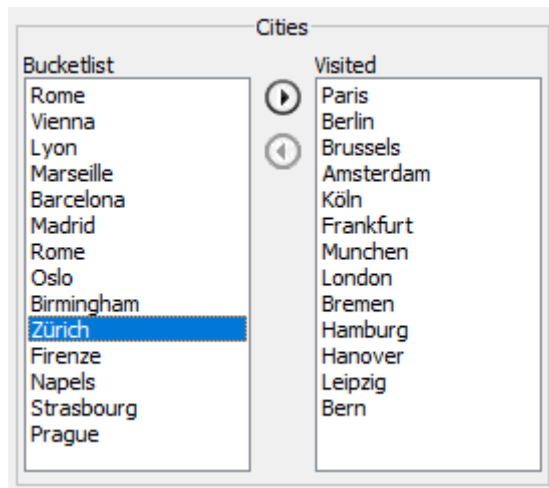 Cities
Bucketlist
Rome
Vienna
Lyon
Marseille
Barcelona
Madrid
Rome
Oslo
Birmingham
Zürich
Firenze
Napels
Strasbourg
Prague
Visited
Paris
Berlin
Brussels
Amsterdam
Köln
Frankfurt
Munchen
London
Bremen
Hamburg
Hanover
Leipzig
Bern